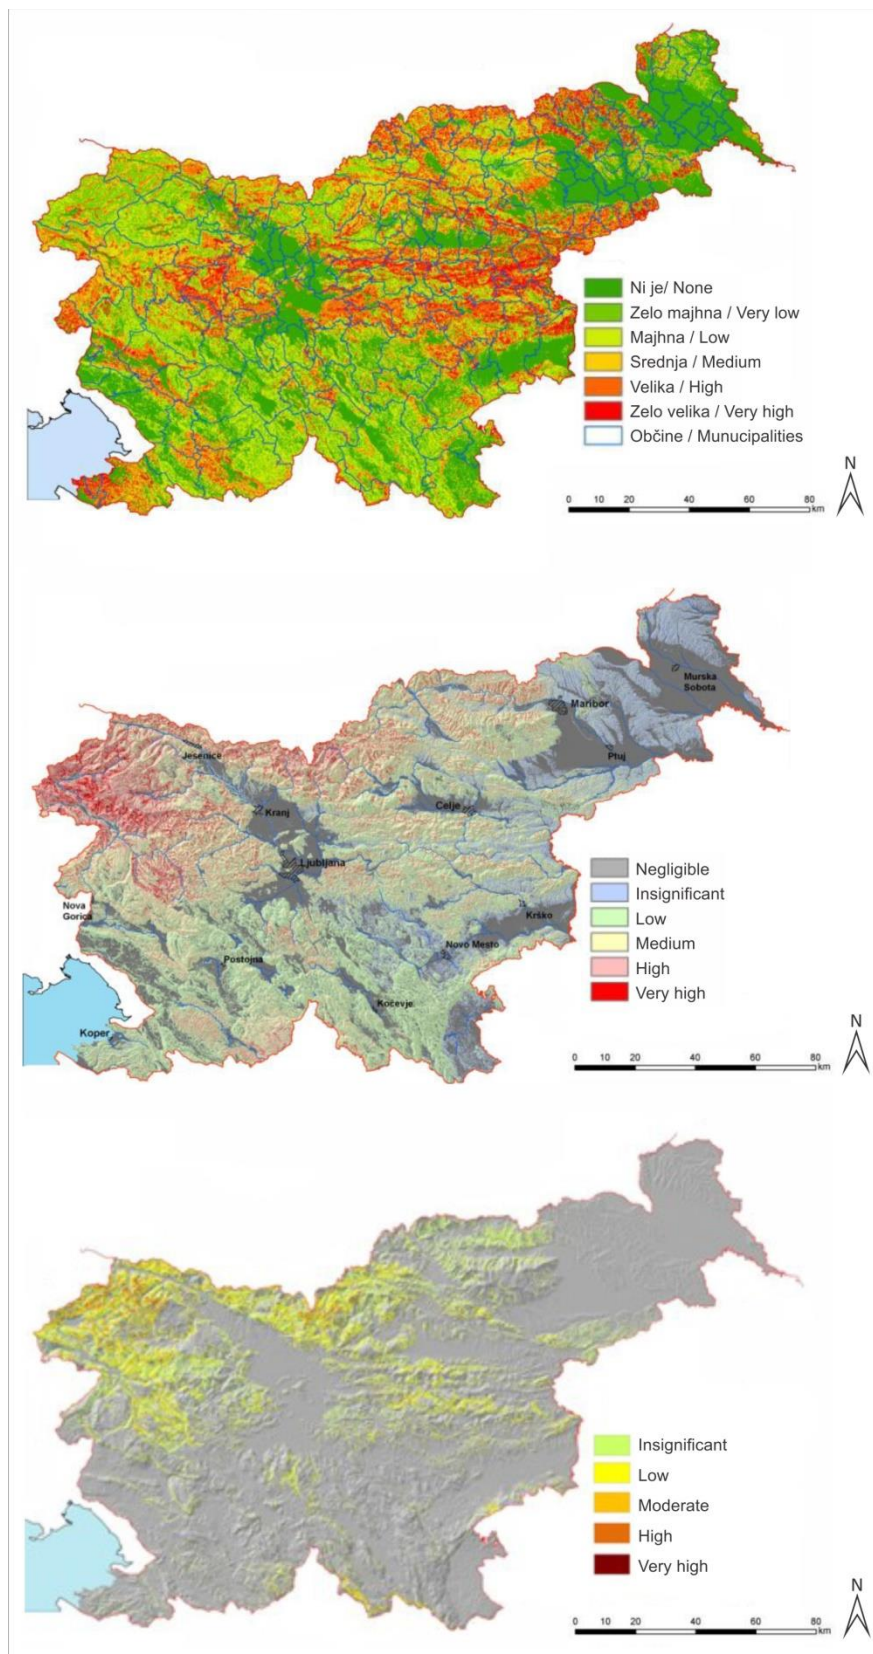 Ni je/ None
Zelo majhna / Very low
Majhna / Low
Srednja / Medium
Velika / High
Zelo velika / Very high
Občine / Munucipalities
N
0 10 20 40 60 80
km
Murska
Sobota
Maribor
Ptuj
Jesenice
Kranj
Celje
Ljubljana
Nova
Gorica
Krško
Novo Mesto
Postojna
Kočevje
Koper
Negligible
Insignificant
Low
Medium
High
Very high
N
0 10 20 40 60 80
km
Insignificant
Low
Moderate
High
Very high
N
0 10 20 40 60 80
km